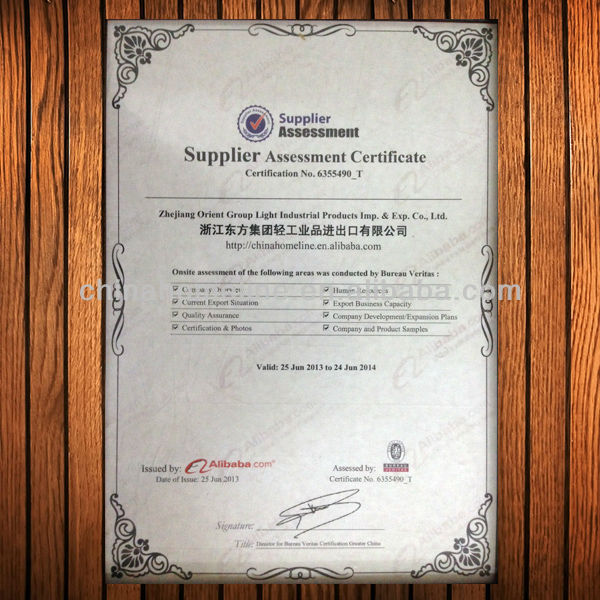 Supplier
Assessment
Supplier Assessment Certificate
Certification No. 6355490_T
Zhejiang Orient Group Light Industrial Products Imp. & Exp. Co., Ltd.
浙江东方集团轻工业品进出口有限公司
http://chinahomeline.en.alibaba.com
Onsite assessment of the following areas was conducted by Bureau Veritas :
Company Human Resources
Current Export Situation Export Business Capacity
Quality Assurance Company Development/Expansion Plans
Certification & Photos Company and Product Samples
Valid: 25 Jun 2013 to 24 Jun 2014
Issued by: Alibaba.com® Assessed by: BUREAU VERITAS
Date of Issue: 25 Jun 2013 Certificate No. 6355490_T
Signature:
Title: Director for Bureau Veritas Certification Greater China